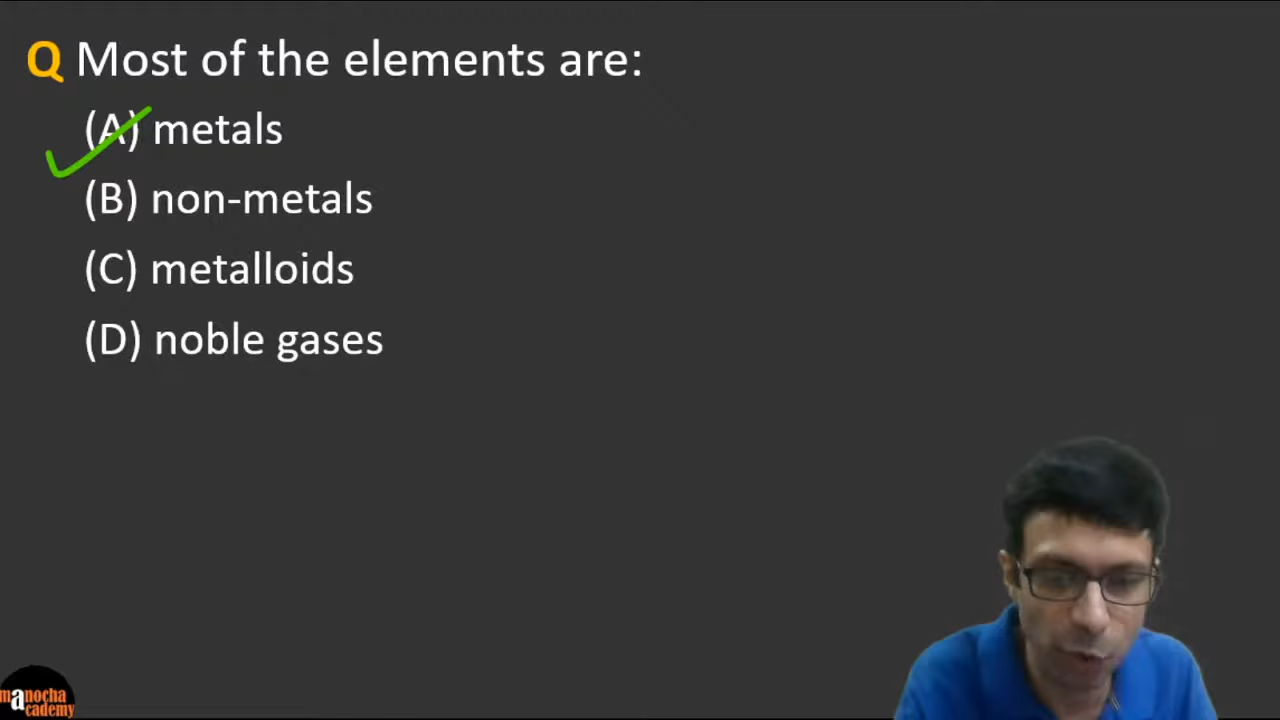 Q Most of the elements are:
(A) metals
(B) non-metals
(C) metalloids
(D) noble gases
manocha
academy